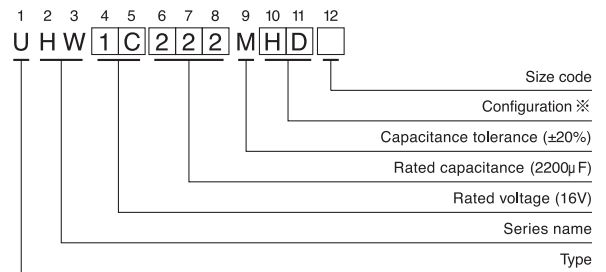 1 2 3 4 5 6 7 8 9 10 11 12
U H W 1 C 2 2 2 M H D
Size code
Configuration ※
Capacitance tolerance (±20%)
Rated capacitance (2200µF)
Rated voltage (16V)
Series name
Type